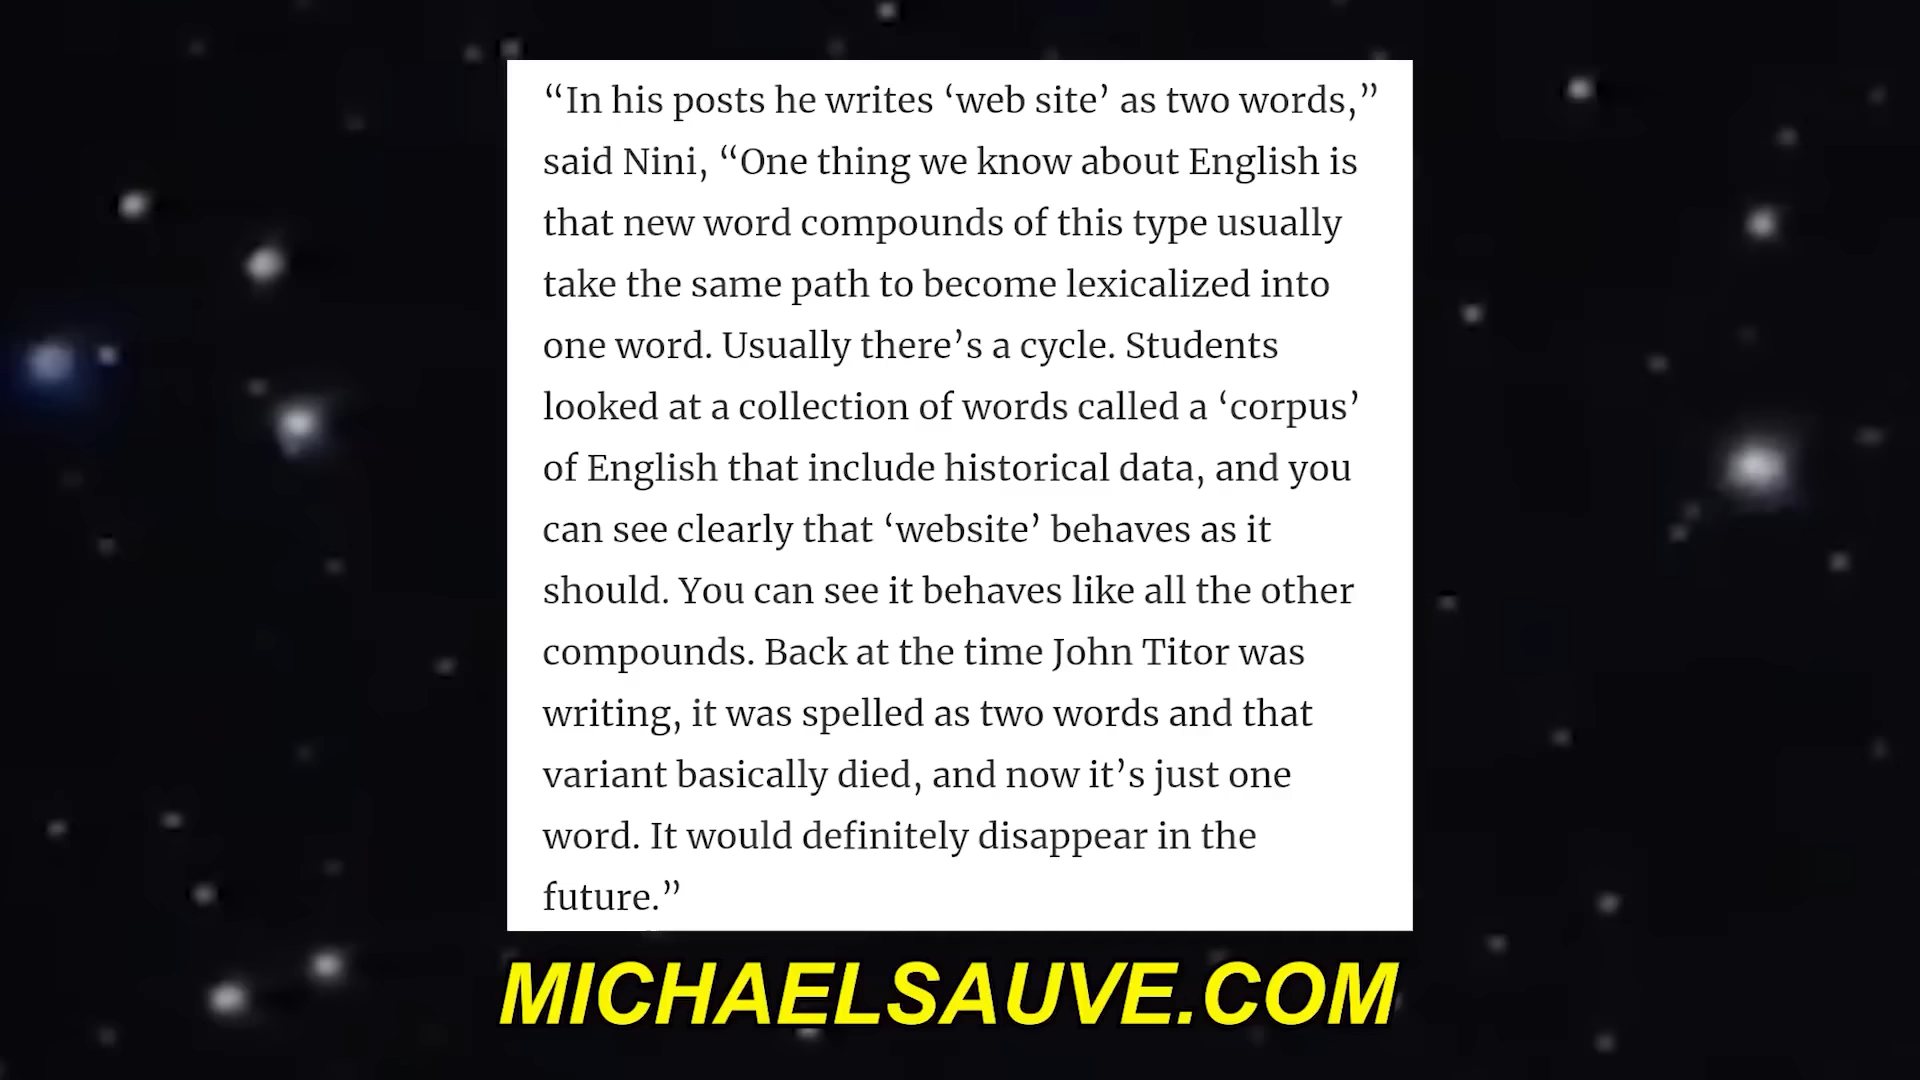 “In his posts he writes ‘web site’ as two words,”
said Nini, “One thing we know about English is
that new word compounds of this type usually
take the same path to become lexicalized into
one word. Usually there’s a cycle. Students
looked at a collection of words called a ‘corpus’
of English that include historical data, and you
can see clearly that ‘website’ behaves as it
should. You can see it behaves like all the other
compounds. Back at the time John Titor was
writing, it was spelled as two words and that
variant basically died, and now it’s just one
word. It would definitely disappear in the
future.”
MICHAELSAUVE.COM